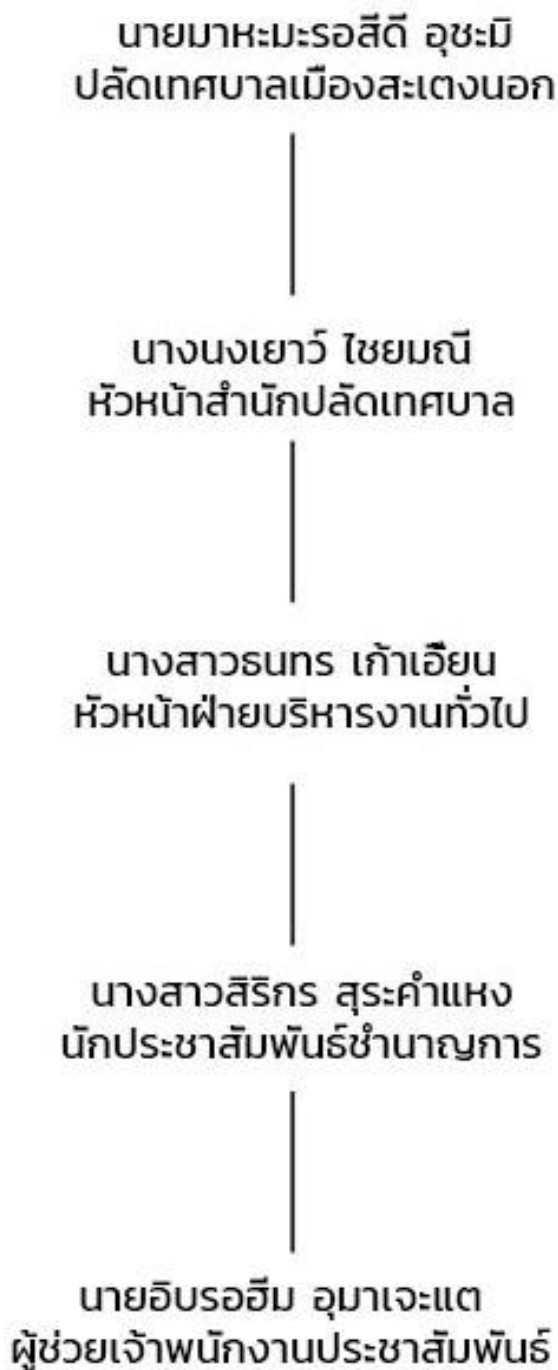 นายมาหะมะรอสีดี อุชะมิ
ปลัดเทศบาลเมืองสะเตงนอก
นางนงเยาว์ ไชยมณี
หัวหน้าสำนักปลัดเทศบาล
นางสาวธนทร เก้าเอี้ยน
หัวหน้าฝ่ายบริหารงานทั่วไป
นางสาวสิริกร สุระคำแหง
นักประชาสัมพันธ์ชำนาญการ
นายอิบรอฮีม อุมาเจะแต
ผู้ช่วยเจ้าพนักงานประชาสัมพันธ์